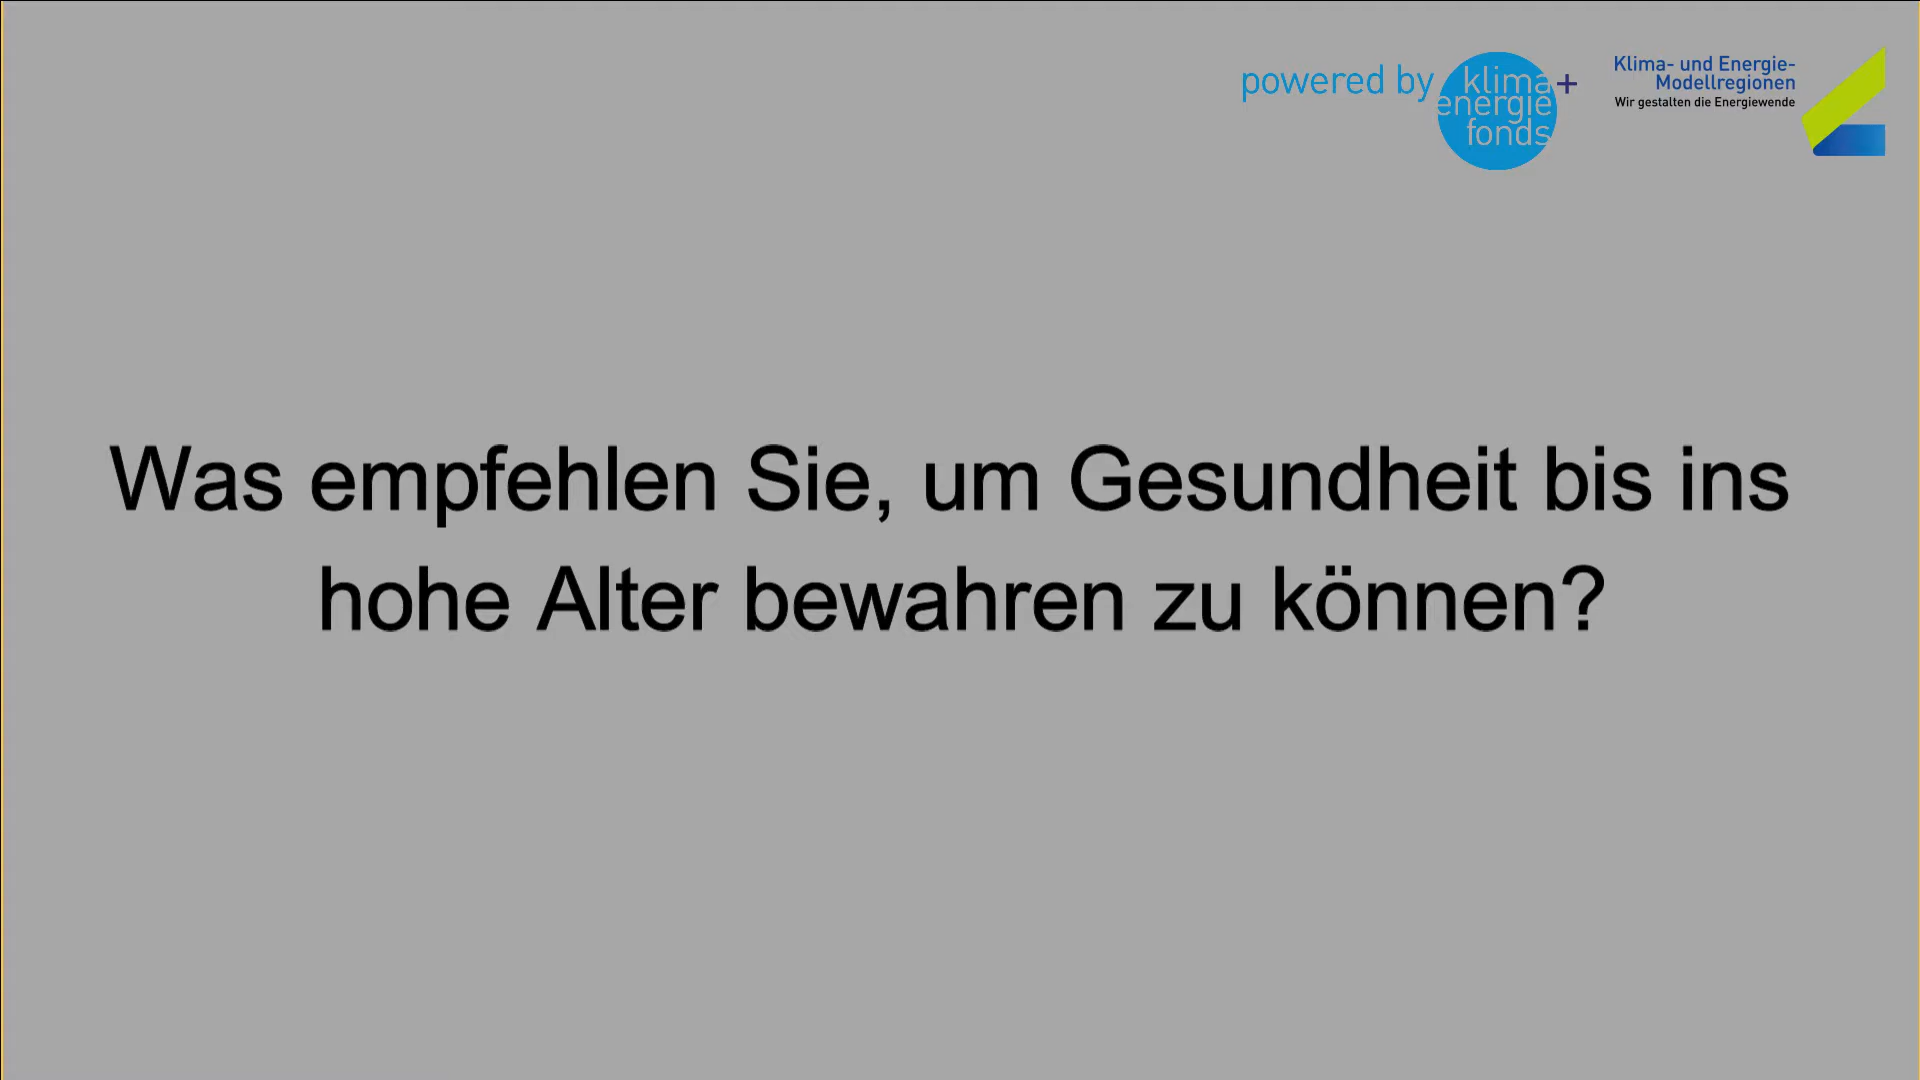 powered by klima+
energie
fonds
Klima- und Energie-
Modellregionen
Wir gestalten die Energiewende
Was empfehlen Sie, um Gesundheit bis ins
hohe Alter bewahren zu können?